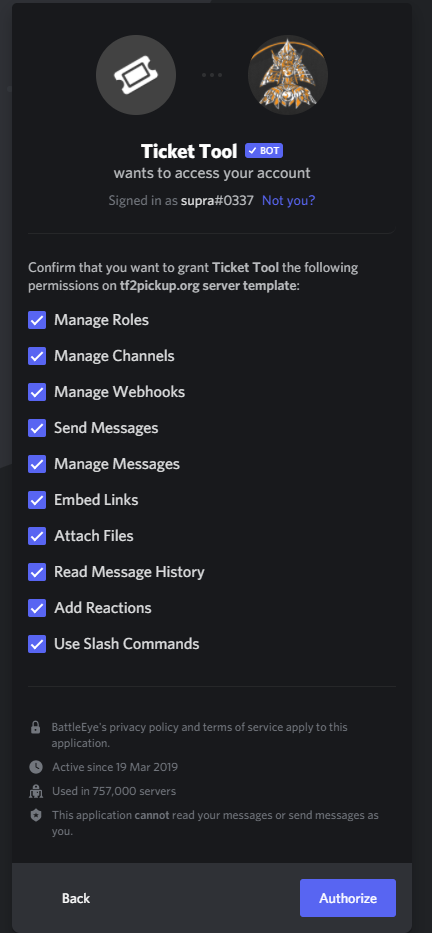 Ticket Tool ✓ BOT
wants to access your account
Signed in as supra#0337 Not you?
Confirm that you want to grant Ticket Tool the following
permissions on tf2pickup.org server template:
Manage Roles
Manage Channels
Manage Webhooks
Send Messages
Manage Messages
Embed Links
Attach Files
Read Message History
Add Reactions
Use Slash Commands
BattleEye's privacy policy and terms of service apply to this
application.
Active since 19 Mar 2019
Used in 757,000 servers
This application cannot read your messages or send messages as
you.
Back
Authorize